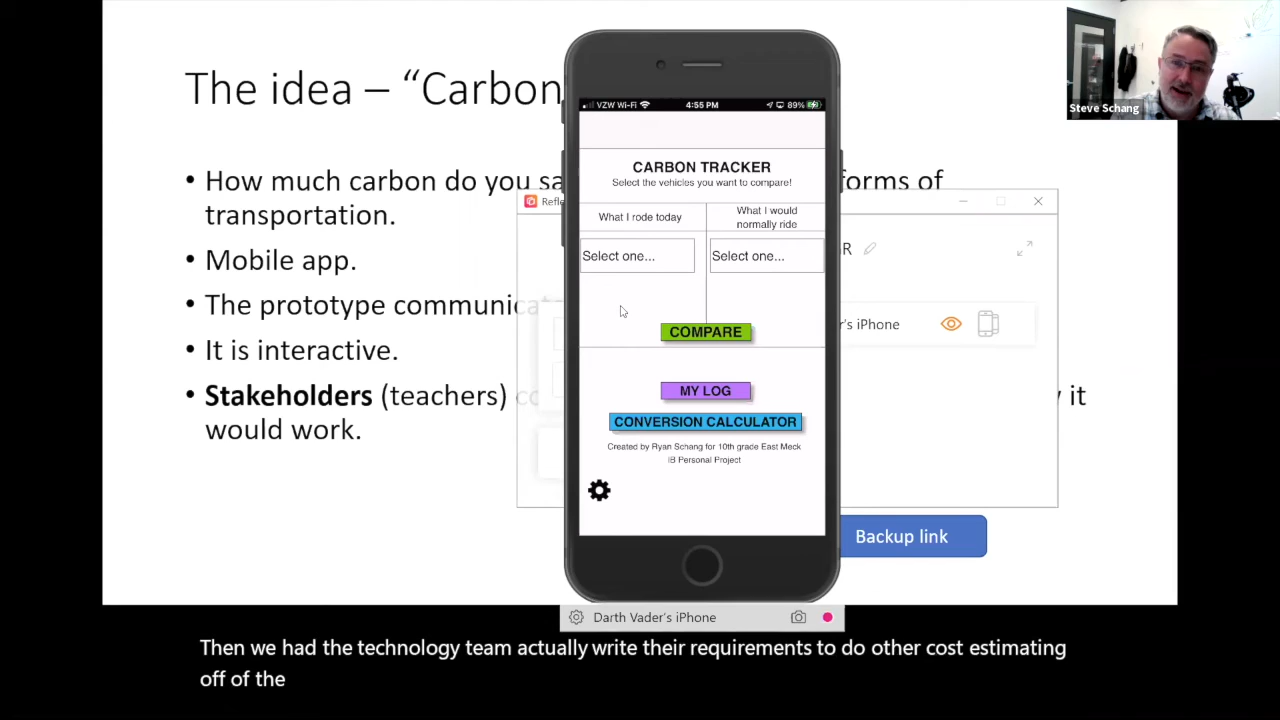 The idea – “Carbon
• How much carbon do you sa
forms of
transportation.
• Mobile app.
• The prototype communicat
• It is interactive.
• Stakeholders (teachers) c
y it
would work.
Steve Schang
Refle
R
r's iPhone
Backup link
VZW Wi-Fi 4:55 PM 89%
CARBON TRACKER
Select the vehicles you want to compare!
What I rode today
What I would
normally ride
Select one...
Select one...
COMPARE
MY LOG
CONVERSION CALCULATOR
Created by Ryan Schang for 10th grade East Meck
IB Personal Project
Darth Vader's iPhone
Then we had the technology team actually write their requirements to do other cost estimating
off of the